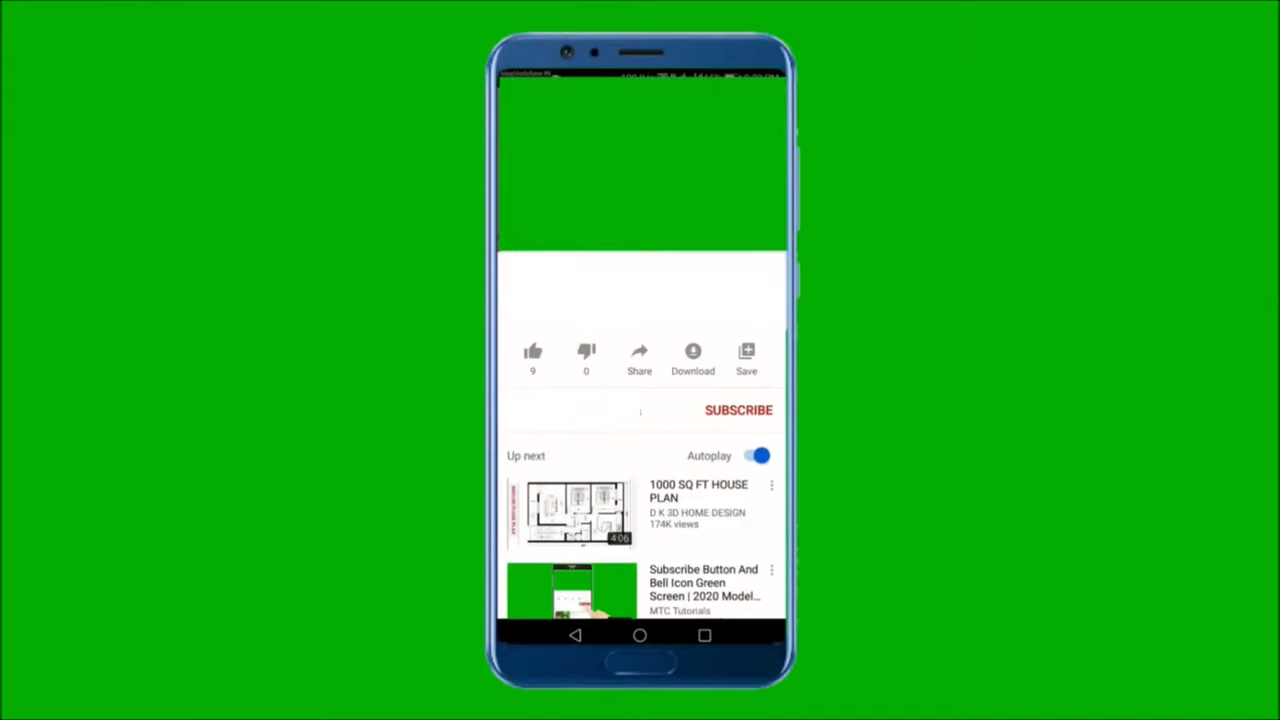 9
0
Share
Download
Save
SUBSCRIBE
Up next
Autoplay
1000 SQ FT HOUSE
PLAN
D K 3D HOME DESIGN
174K views
4:06
Subscribe Button And
Bell Icon Green
Screen | 2020 Model...
MTC Tutorials